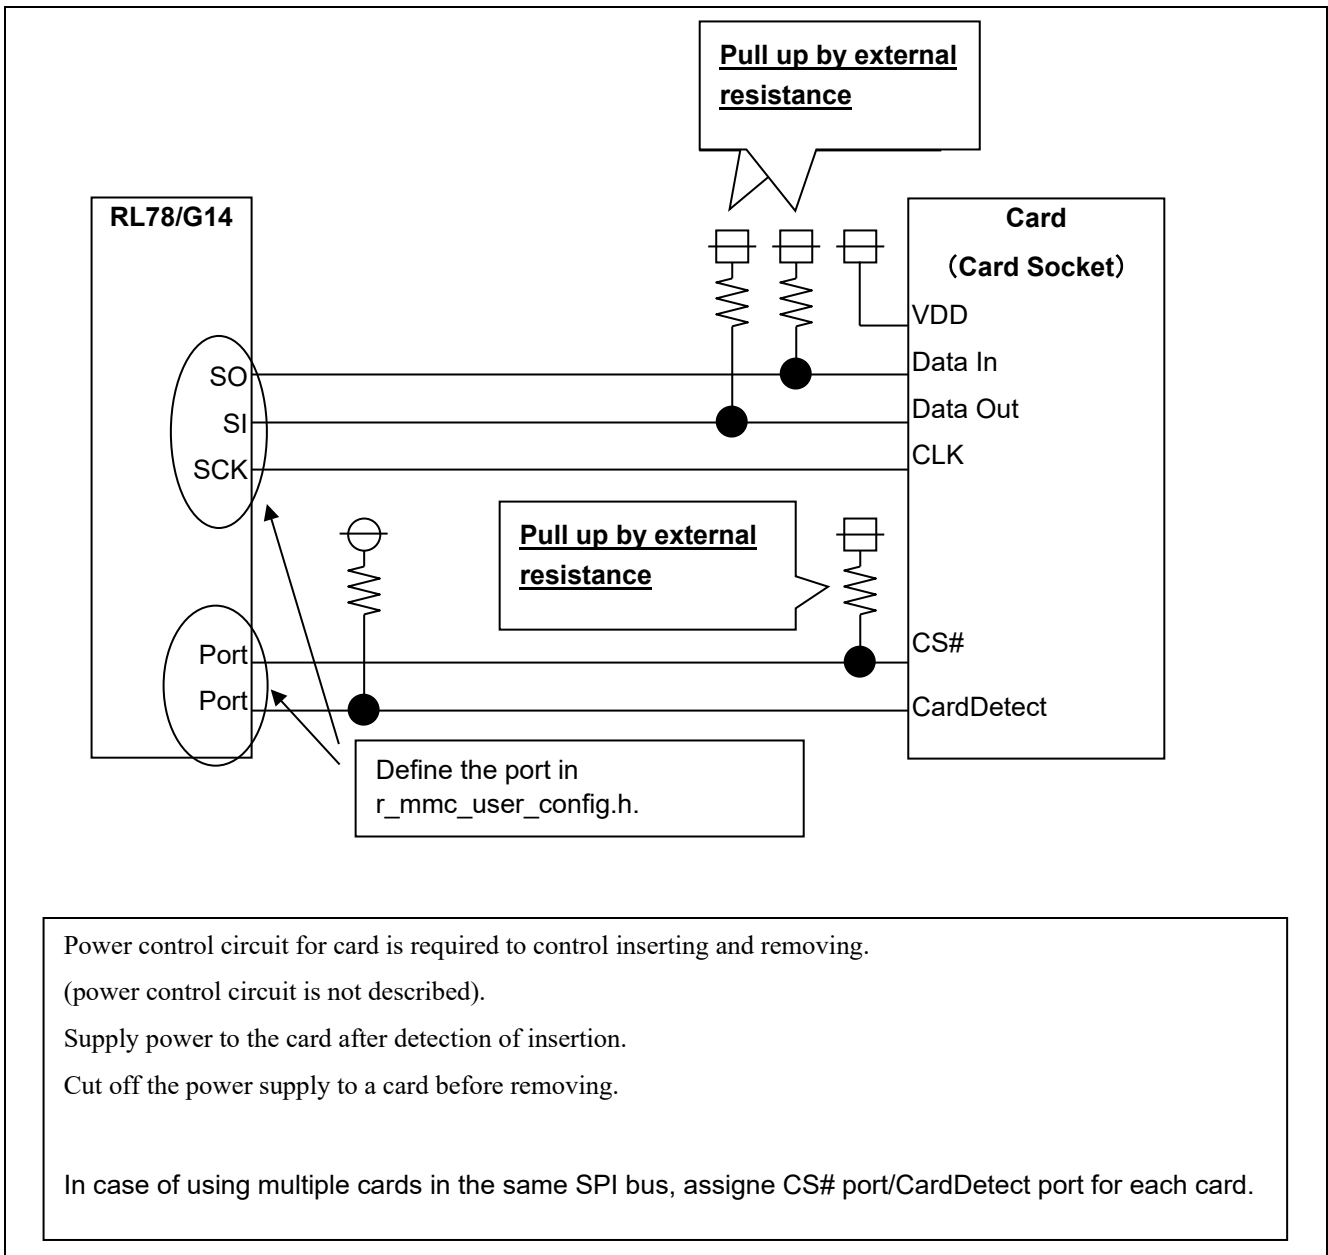 Pull up by external
resistance
RL78/G14
Card
（Card Socket）
VDD
Data In
SO
Data Out
SI
CLK
SCK
Pull up by external
resistance
CS#
Port
Port
CardDetect
Define the port in
r_mmc_user_config.h.
Power control circuit for card is required to control inserting and removing.
(power control circuit is not described).
Supply power to the card after detection of insertion.
Cut off the power supply to a card before removing.
In case of using multiple cards in the same SPI bus, assigne CS# port/CardDetect port for each card.